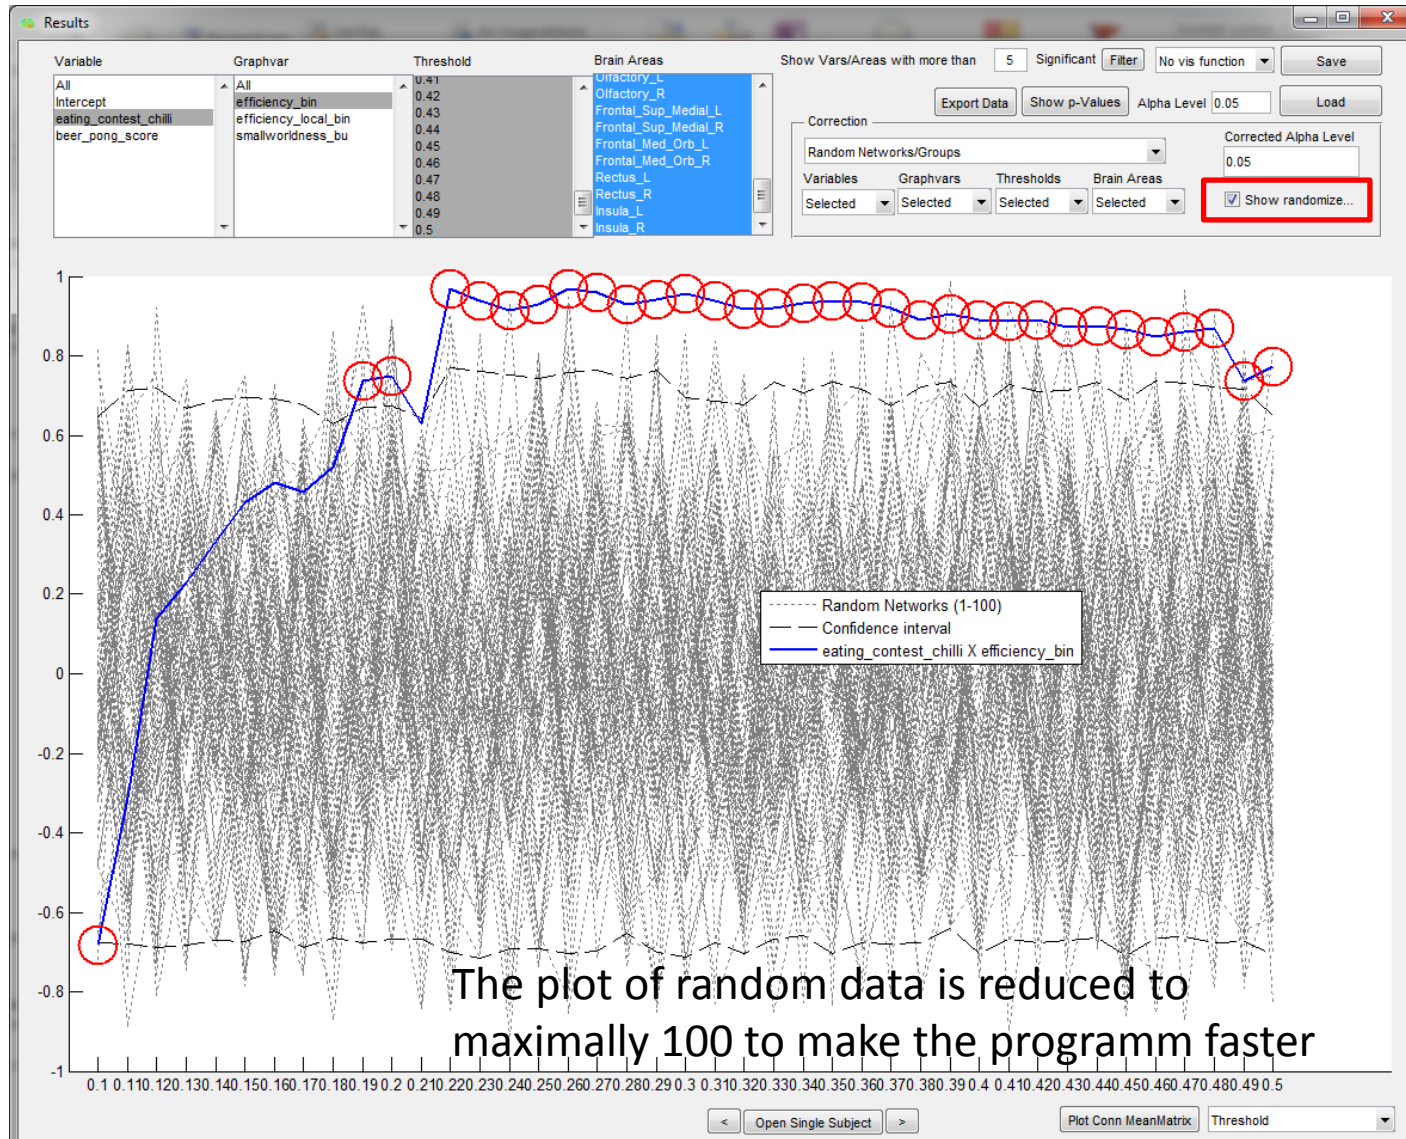 Results
Variable
Graphvar
Threshold
Brain Areas
Show Vars/Areas with more than 5 Significant Filter No vis function Save
All
Intercept
eating_contest_chilli
beer_pong_score
All
efficiency_bin
efficiency_local_bin
smallworldness_bu
0.41
0.42
0.43
0.44
0.45
0.46
0.47
0.48
0.49
0.5
Olfactory_L
Olfactory_R
Frontal_Sup_Medial_L
Frontal_Sup_Medial_R
Frontal_Med_Orb_L
Frontal_Med_Orb_R
Rectus_L
Rectus_R
Insula_L
Insula_R
Export Data Show p-Values Alpha Level 0.05 Load
Correction
Random Networks/Groups
Corrected Alpha Level
0.05
Variables Graphvars Thresholds Brain Areas
Selected Selected Selected Selected
Show randomize...
1
0.8
0.6
0.4
0.2
0
-0.2
-0.4
-0.6
-0.8
-1
Random Networks (1-100)
Confidence interval
eating_contest_chilli X efficiency_bin
The plot of random data is reduced to
maximally 100 to make the programm faster
0.1 0.11 0.12 0.13 0.14 0.15 0.16 0.17 0.18 0.19 0.2 0.21 0.22 0.23 0.24 0.25 0.26 0.27 0.28 0.29 0.3 0.31 0.32 0.33 0.34 0.35 0.36 0.37 0.38 0.39 0.4 0.41 0.42 0.43 0.44 0.45 0.46 0.47 0.48 0.49 0.5
< Open Single Subject > Plot Conn MeanMatrix Threshold